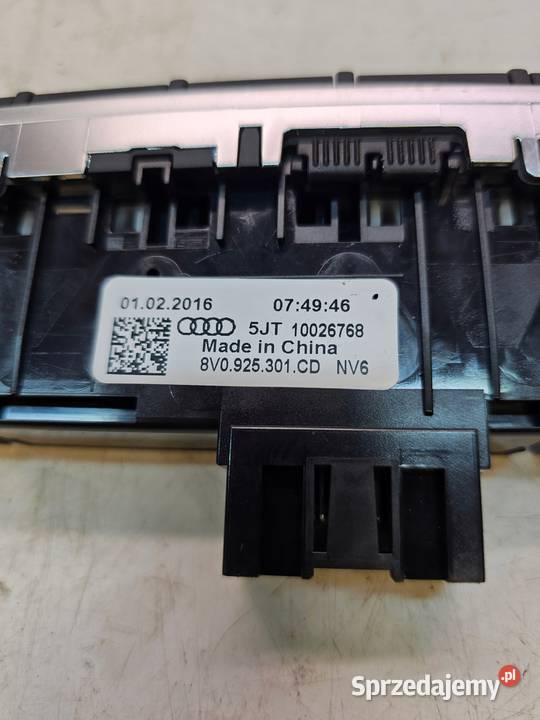 01.02.2016 07:49:46
5JT 10026768
Made in China
8V0.925.301.CD NV6
Sprzedajemy.pl